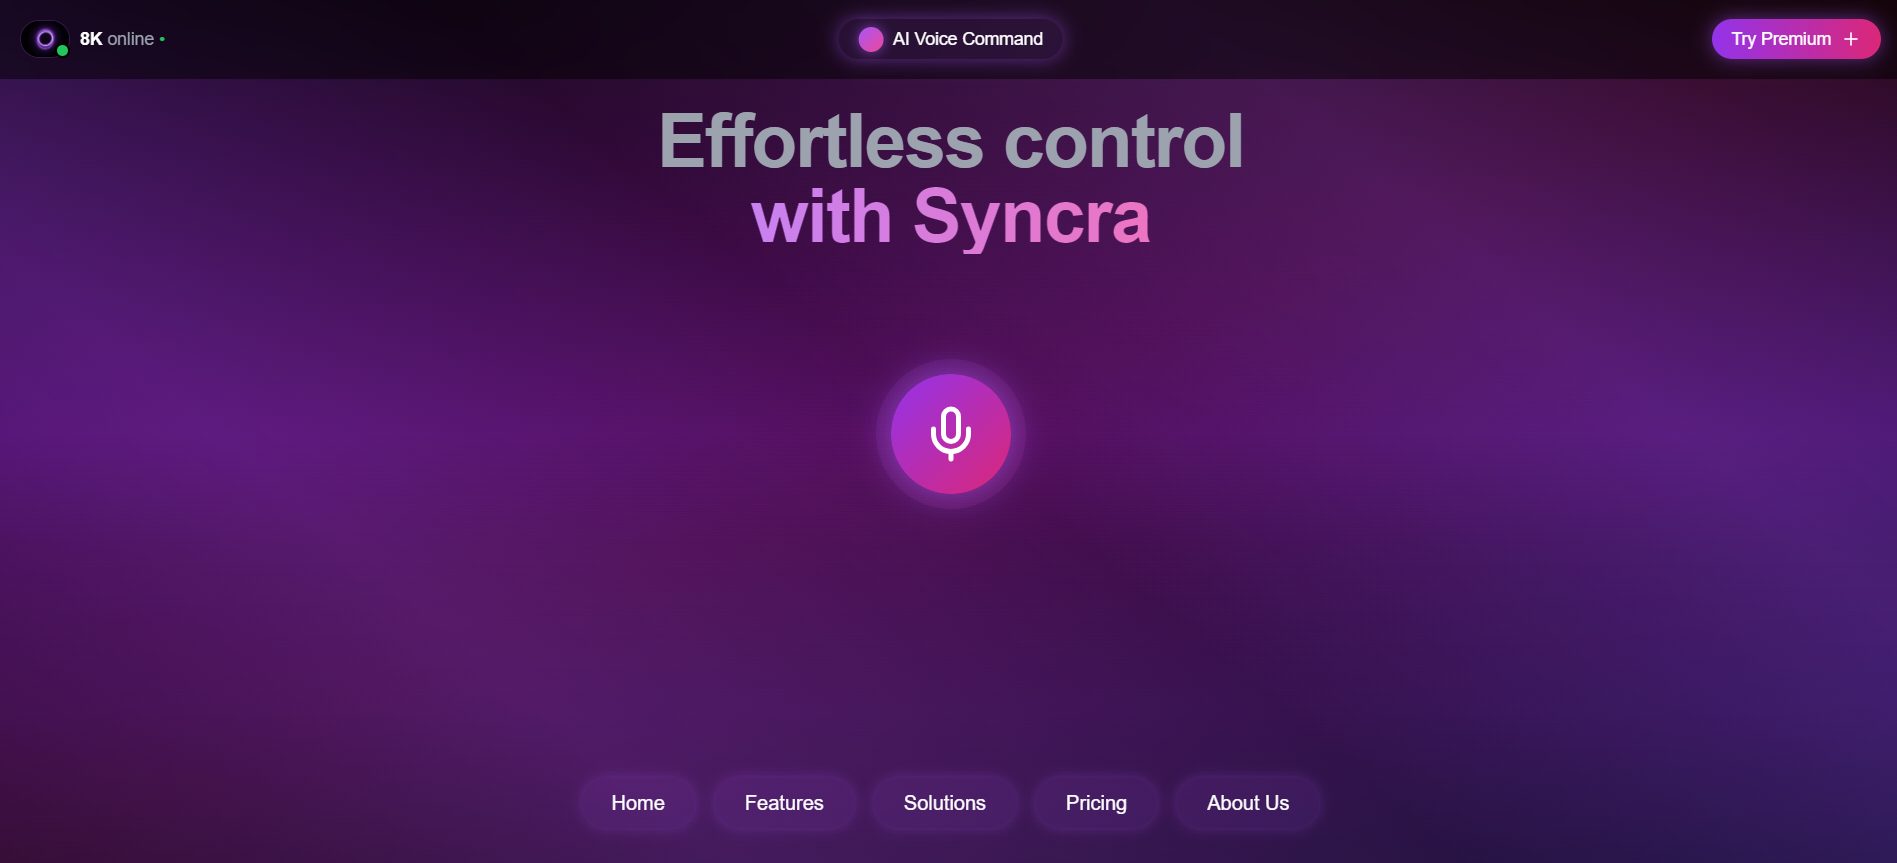 8K online •
AI Voice Command
Try Premium +
Effortless control
with Syncra
Home
Features
Solutions
Pricing
About Us